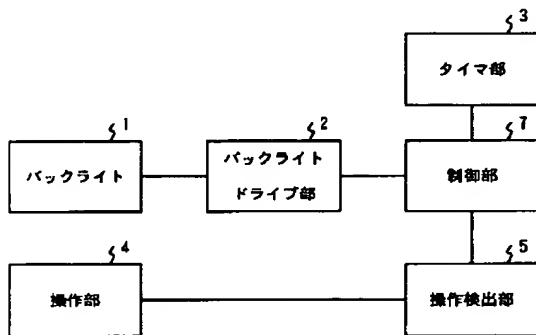 3
タイマ部
1
バックライト
2
バックライト
ドライブ部
7
制御部
4
操作部
5
操作検出部